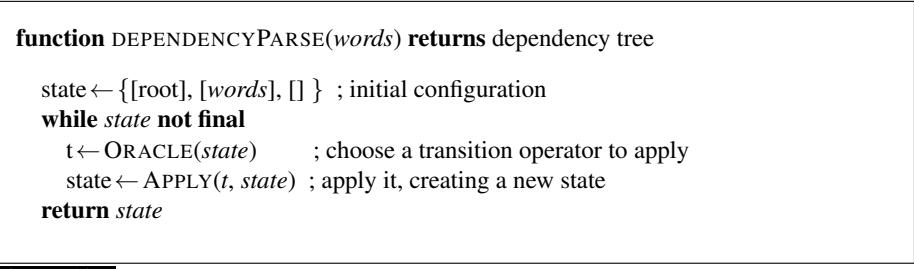 function DEPENDENCYPARSE(words) returns dependency tree
state ← {[root], [words], [] } ; initial configuration
while state not final
t ← ORACLE(state) ; choose a transition operator to apply
state ← APPLY(t, state) ; apply it, creating a new state
return state